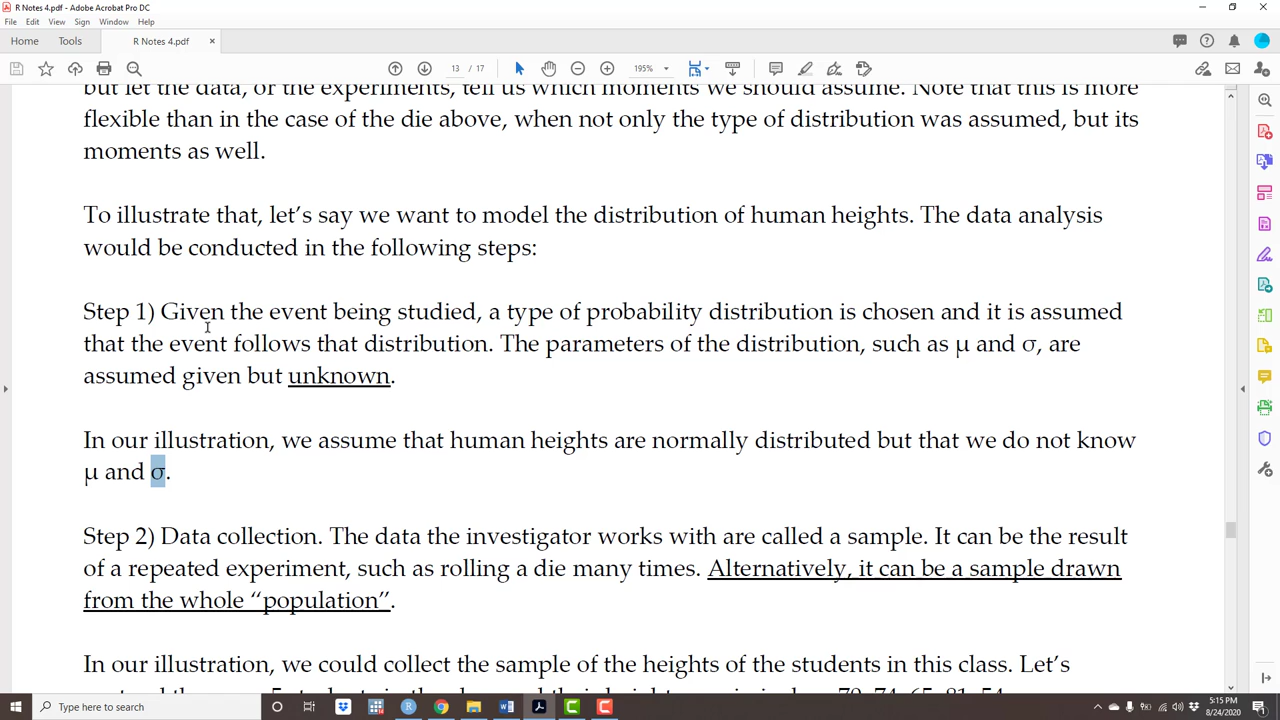 R Notes 4.pdf - Adobe Acrobat Pro DC
File Edit View Sign Window Help
Home Tools R Notes 4.pdf ×
13 / 17 195%
but let the data, or the experiments, tell us which moments we should assume. Note that this is more
flexible than in the case of the die above, when not only the type of distribution was assumed, but its
moments as well.
To illustrate that, let’s say we want to model the distribution of human heights. The data analysis
would be conducted in the following steps:
Step 1) Given the event being studied, a type of probability distribution is chosen and it is assumed
that the event follows that distribution. The parameters of the distribution, such as μ and σ, are
assumed given but unknown.
In our illustration, we assume that human heights are normally distributed but that we do not know
μ and σ.
Step 2) Data collection. The data the investigator works with are called a sample. It can be the result
of a repeated experiment, such as rolling a die many times. Alternatively, it can be a sample drawn
from the whole “population”.
In our illustration, we could collect the sample of the heights of the students in this class. Let’s
Type here to search
5:15 PM
8/24/2020